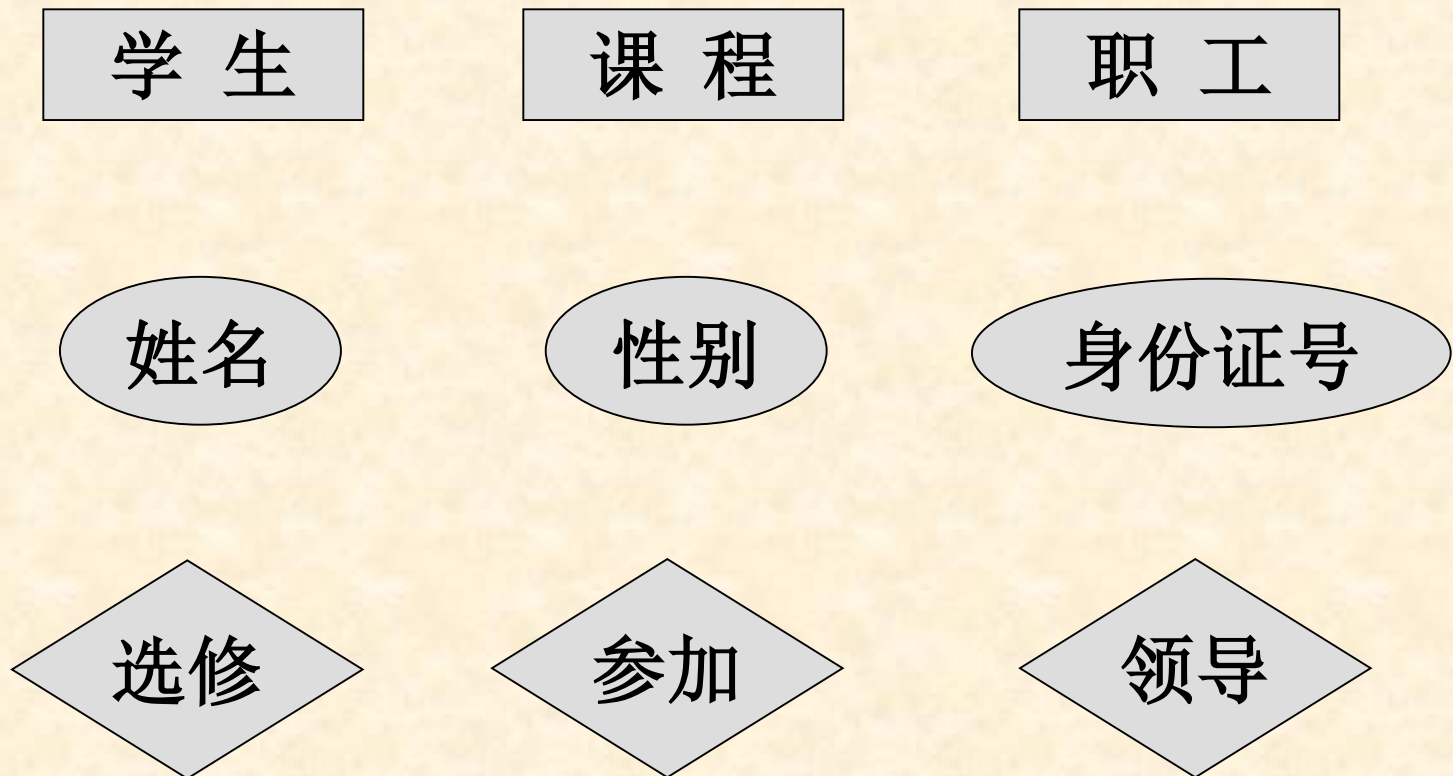 学 生 课 程 职 工
姓名 性别 身份证号
选修 参加 领导